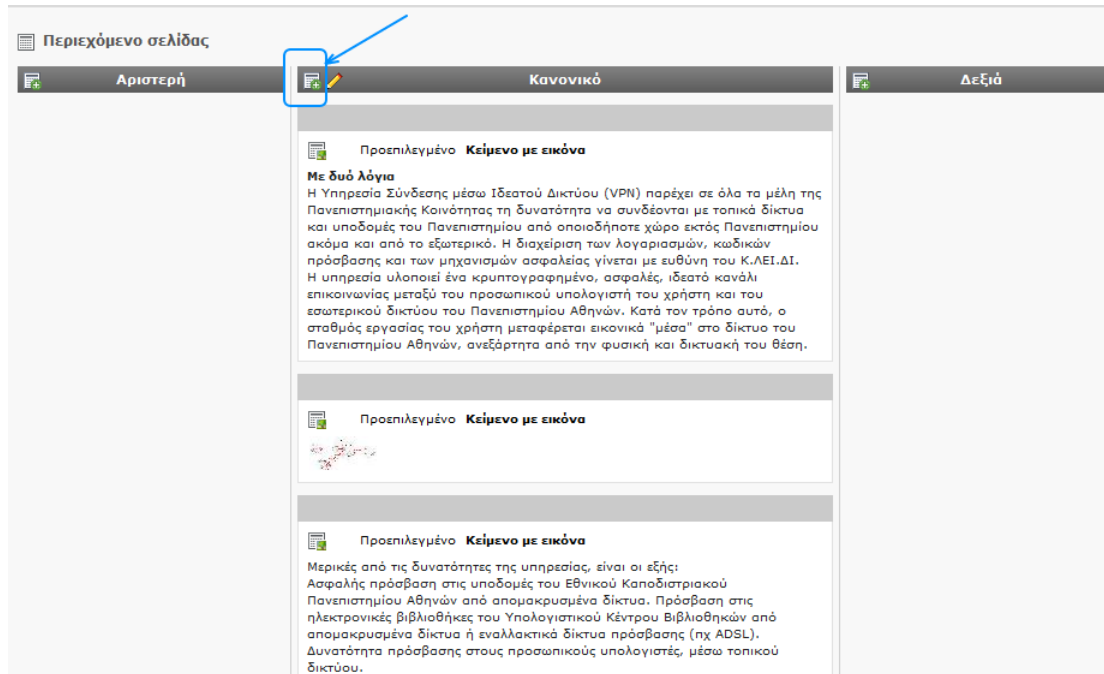 Περιεχόμενο σελίδας
Αριστερή
Κανονικό
Δεξιά
Προεπιλεγμένο Κείμενο με εικόνα
Με δυό λόγια
Η Υπηρεσία Σύνδεσης μέσω Ιδεατού Δικτύου (VPN) παρέχει σε όλα τα μέλη της
Πανεπιστημιακής Κοινότητας τη δυνατότητα να συνδέονται με τοπικά δίκτυα
και υποδομές του Πανεπιστημίου από οποιοδήποτε χώρο εκτός Πανεπιστημίου
ακόμα και από το εξωτερικό. Η διαχείριση των λογαριασμών, κωδικών
πρόσβασης και των μηχανισμών ασφαλείας γίνεται με ευθύνη του Κ.ΛΕΙ.ΔΙ.
Η υπηρεσία υλοποιεί ένα κρυπτογραφημένο, ασφαλές, ιδεατό κανάλι
επικοινωνίας μεταξύ του προσωπικού υπολογιστή του χρήστη και του
εσωτερικού δικτύου του Πανεπιστημίου Αθηνών. Κατά τον τρόπο αυτό, ο
σταθμός εργασίας του χρήστη μεταφέρεται εικονικά "μέσα" στο δίκτυο του
Πανεπιστημίου Αθηνών, ανεξάρτητα από την φυσική και δικτυακή του θέση.
Προεπιλεγμένο Κείμενο με εικόνα
Προεπιλεγμένο Κείμενο με εικόνα
Μερικές από τις δυνατότητες της υπηρεσίας, είναι οι εξής:
Ασφαλής πρόσβαση στις υποδομές του Εθνικού Καποδιστριακού
Πανεπιστημίου Αθηνών από απομακρυσμένα δίκτυα. Πρόσβαση στις
ηλεκτρονικές βιβλιοθήκες του Υπολογιστικού Κέντρου Βιβλιοθηκών από
απομακρυσμένα δίκτυα ή εναλλακτικά δίκτυα πρόσβασης (πχ ADSL).
Δυνατότητα πρόσβασης στους προσωπικούς υπολογιστές, μέσω τοπικού
δικτύου.